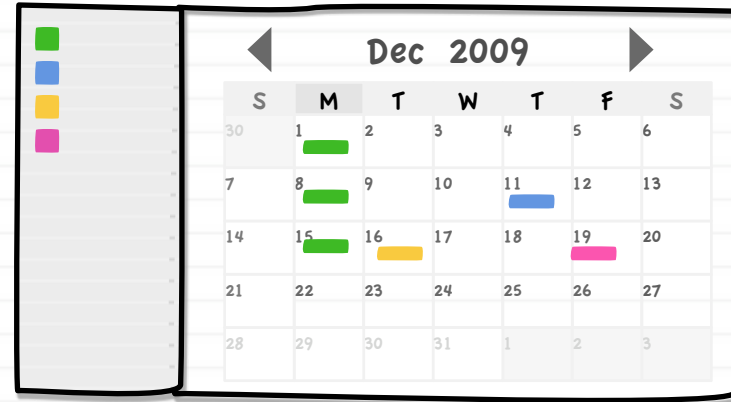 Dec 2009
S M T W T F S
30 1 2 3 4 5 6
7 8 9 10 11 12 13
14 15 16 17 18 19 20
21 22 23 24 25 26 27
28 29 30 31 1 2 3